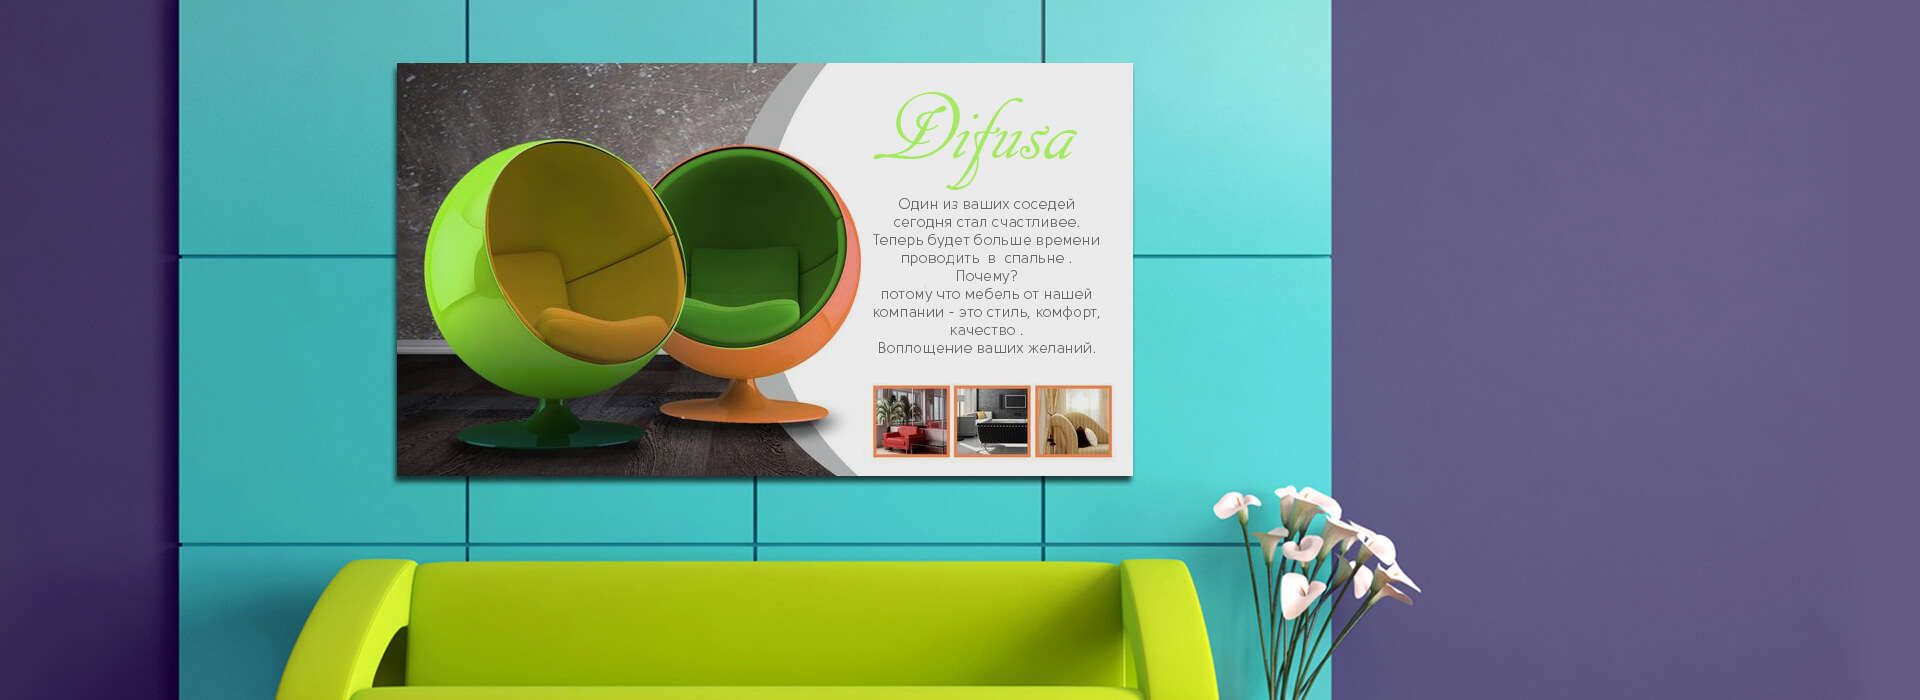 Difusa
Один из ваших соседей
сегодня стал счастливее.
Теперь будет больше времени
проводить в спальне .
Почему?
потому что мебель от нашей
компании - это стиль, комфорт,
качество .
Воплощение ваших желаний.